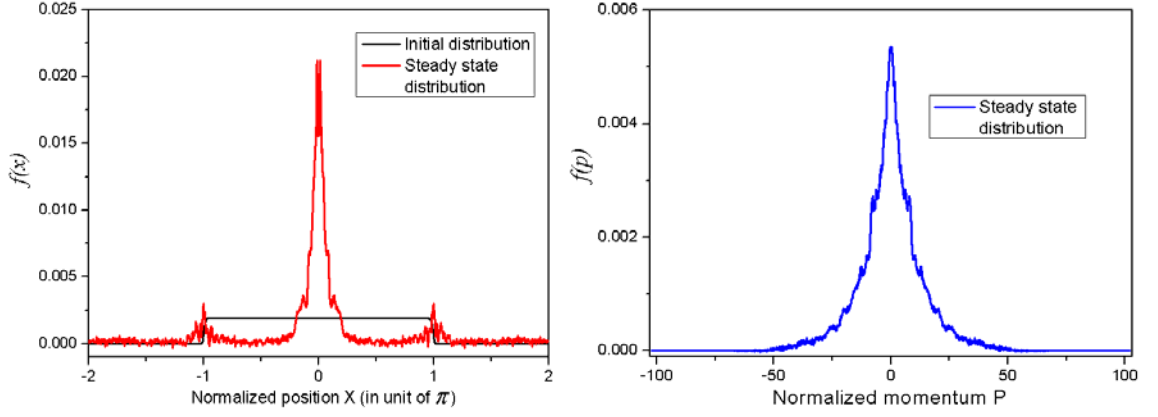 0.025
0.020
0.015
0.010
0.005
0.000
f(x)
Initial distribution
Steady state
distribution
-2
-1
0
1
2
Normalized position X (in unit of π)
0.006
0.004
0.002
0.000
f(p)
Steady state
distribution
-100
-50
0
50
100
Normalized momentum P